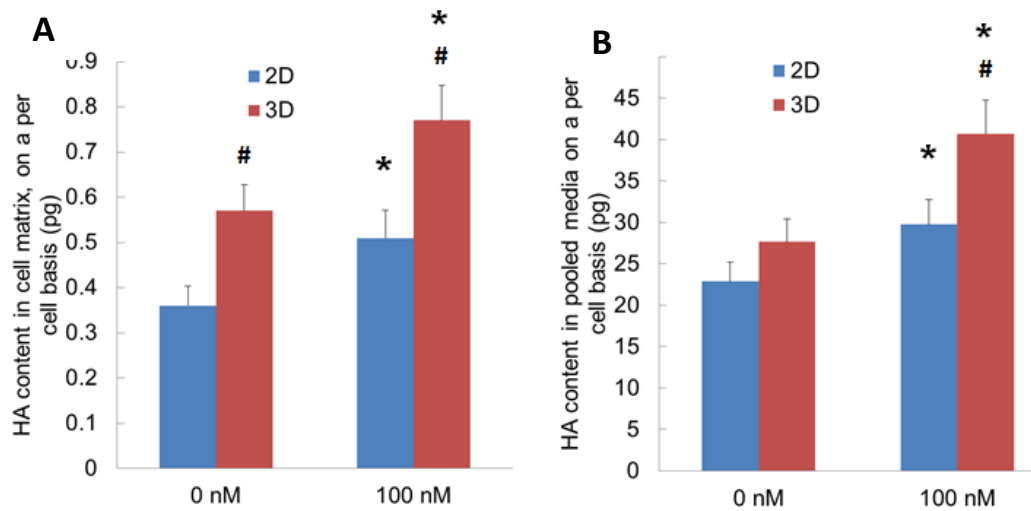 A
HA content in cell matrix, on a per
cell basis (pg)
0.9
0.8
0.7
0.6
0.5
0.4
0.3
0.2
0.1
0
2D
3D
#
*
*
#
0 nM
100 nM
B
HA content in pooled media on a per
cell basis (pg)
45
40
35
30
25
20
15
10
5
0
2D
3D
*
*
#
0 nM
100 nM